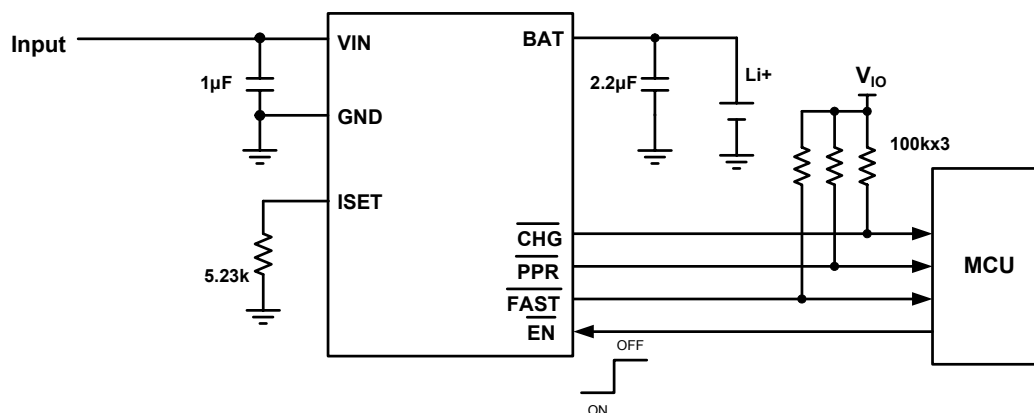 Input
VIN
BAT
1µF
2.2µF
Li+
VIO
GND
100kx3
ISET
5.23k
CHG
PPR
FAST
EN
MCU
OFF
ON